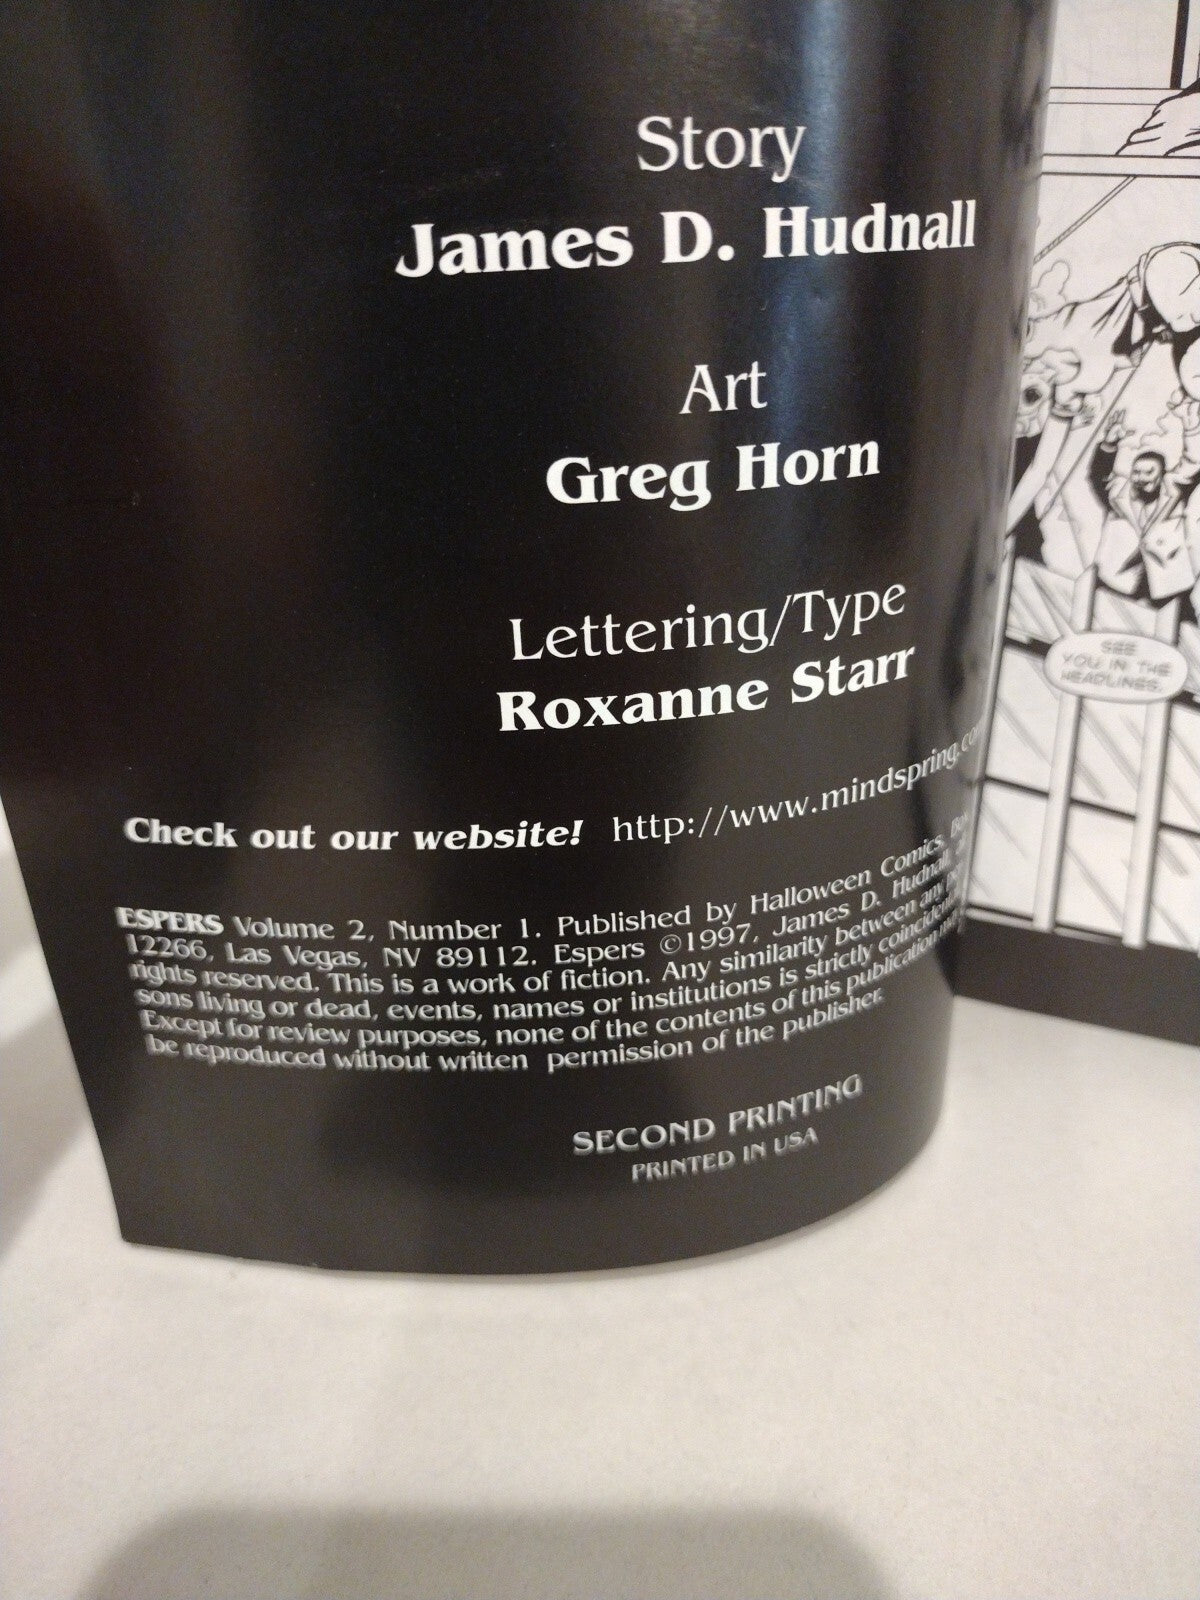 Story
James D. Hudnall
Art
Greg Horn
Lettering/Type
Roxanne Starr
Check out our website! http://www.mindspring.co
ESPERS Volume 2, Number 1. Published by Halloween Comics. Box
12266, Las Vegas, NV 89112. Espers ©1997, James D. Hudnall,
rights reserved. This is a work of fiction. Any similarity between any
sons living or dead, events, names or institutions is strictly
Except for review purposes, none of the contents of this publication
be reproduced without written permission of the publisher.
SECOND PRINTING
PRINTED IN USA
SEE
YOU IN THE
HEADLINES.